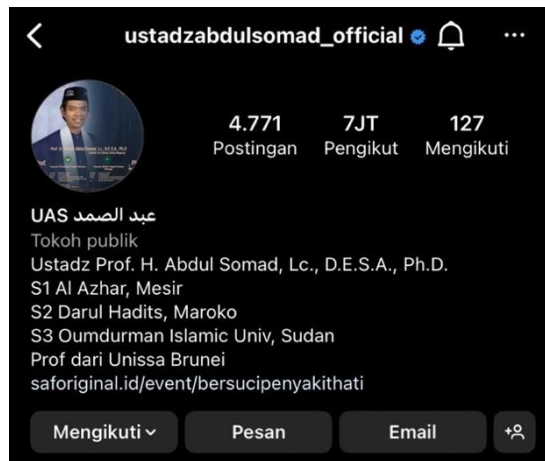 ustadzabdulsomad_official
4.771 7JT 127
Postingan Pengikut Mengikuti
UAS عبد الصمد
Tokoh publik
Ustadz Prof. H. Abdul Somad, Lc., D.E.S.A., Ph.D.
S1 Al Azhar, Mesir
S2 Darul Hadits, Maroko
S3 Oumdurman Islamic Univ, Sudan
Prof dari Unissa Brunei
saforiginal.id/event/bersucipenyakithati
Mengikuti Pesan Email